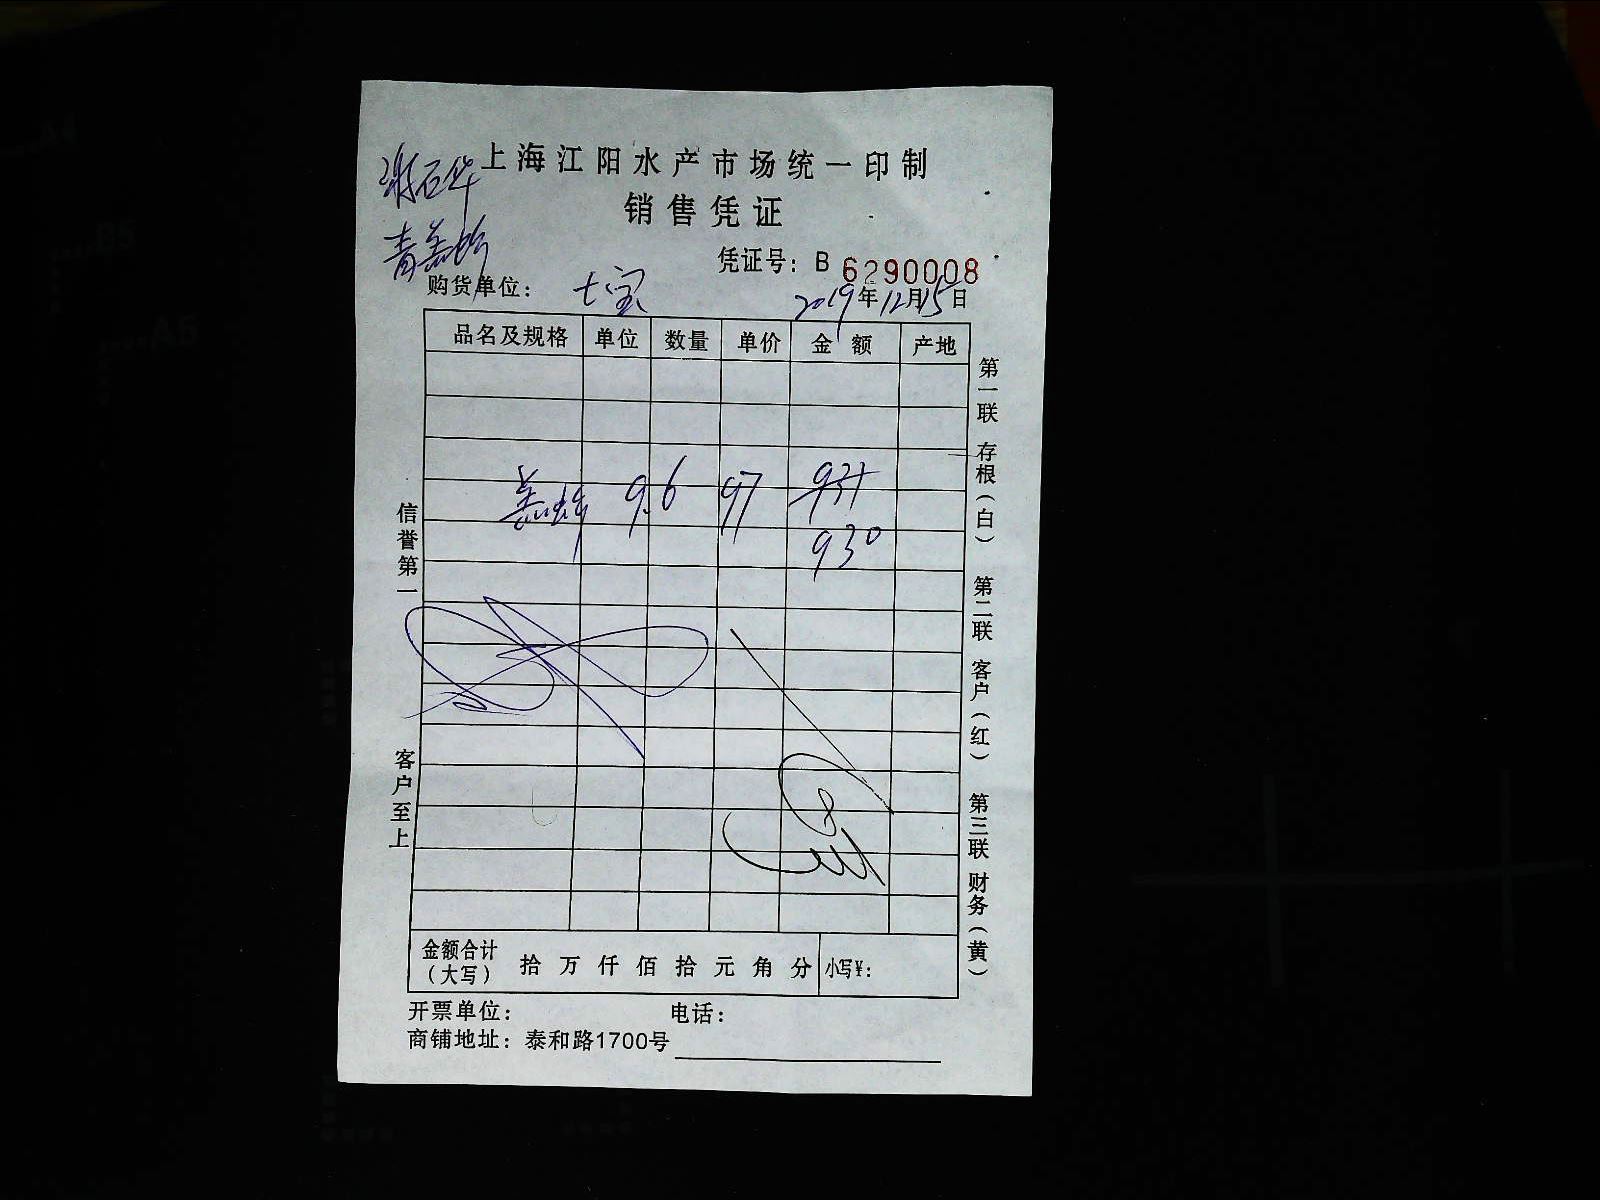 上海江阳水产市场统一印制
销售凭证
谢石华
青羔蚧
凭证号：B 6290008
购货单位： 七宝 2019年12月15日
品名及规格 单位 数量 单价 金额 产地
9.6 97 931
930
信誉第一
客户至上
第一联 存根（白） 第二联 客户（红） 第三联 财务（黄）
金额合计（大写） 拾 万 仟 佰 拾 元 角 分 小写¥：
开票单位： 电话：
商铺地址：泰和路1700号